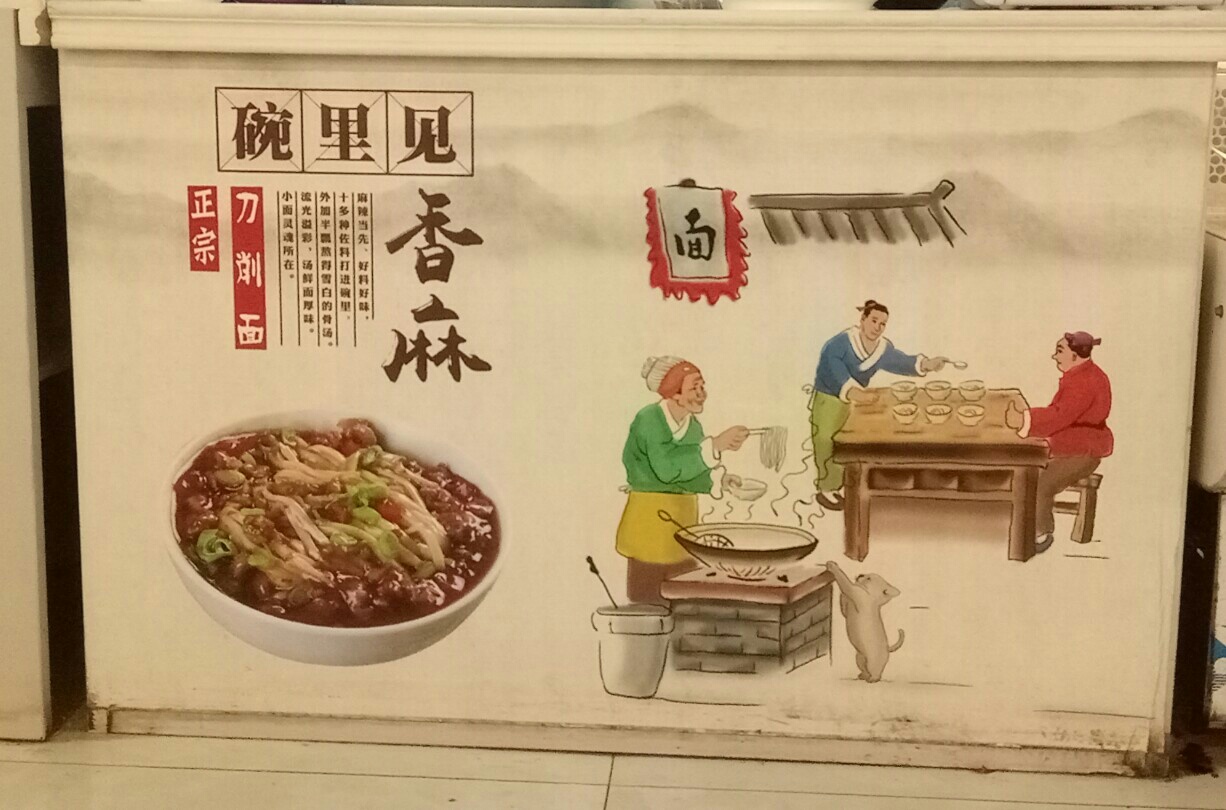 碗里见
香麻
麻辣当先、好料好味，
十多种佐料打进碗里，
外加半瓢熬得雪白的骨汤。
流光溢彩，汤鲜面厚味。
小面灵魂所在。
刀削面
正宗
面